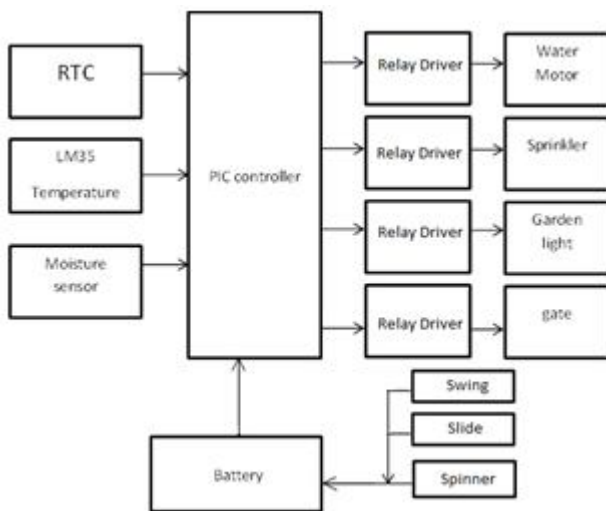 RTC
LM35
Temperature
Moisture
sensor
PIC controller
Relay Driver
Water
Motor
Relay Driver
Sprinkler
Relay Driver
Garden
light
Relay Driver
gate
Battery
Swing
Slide
Spinner